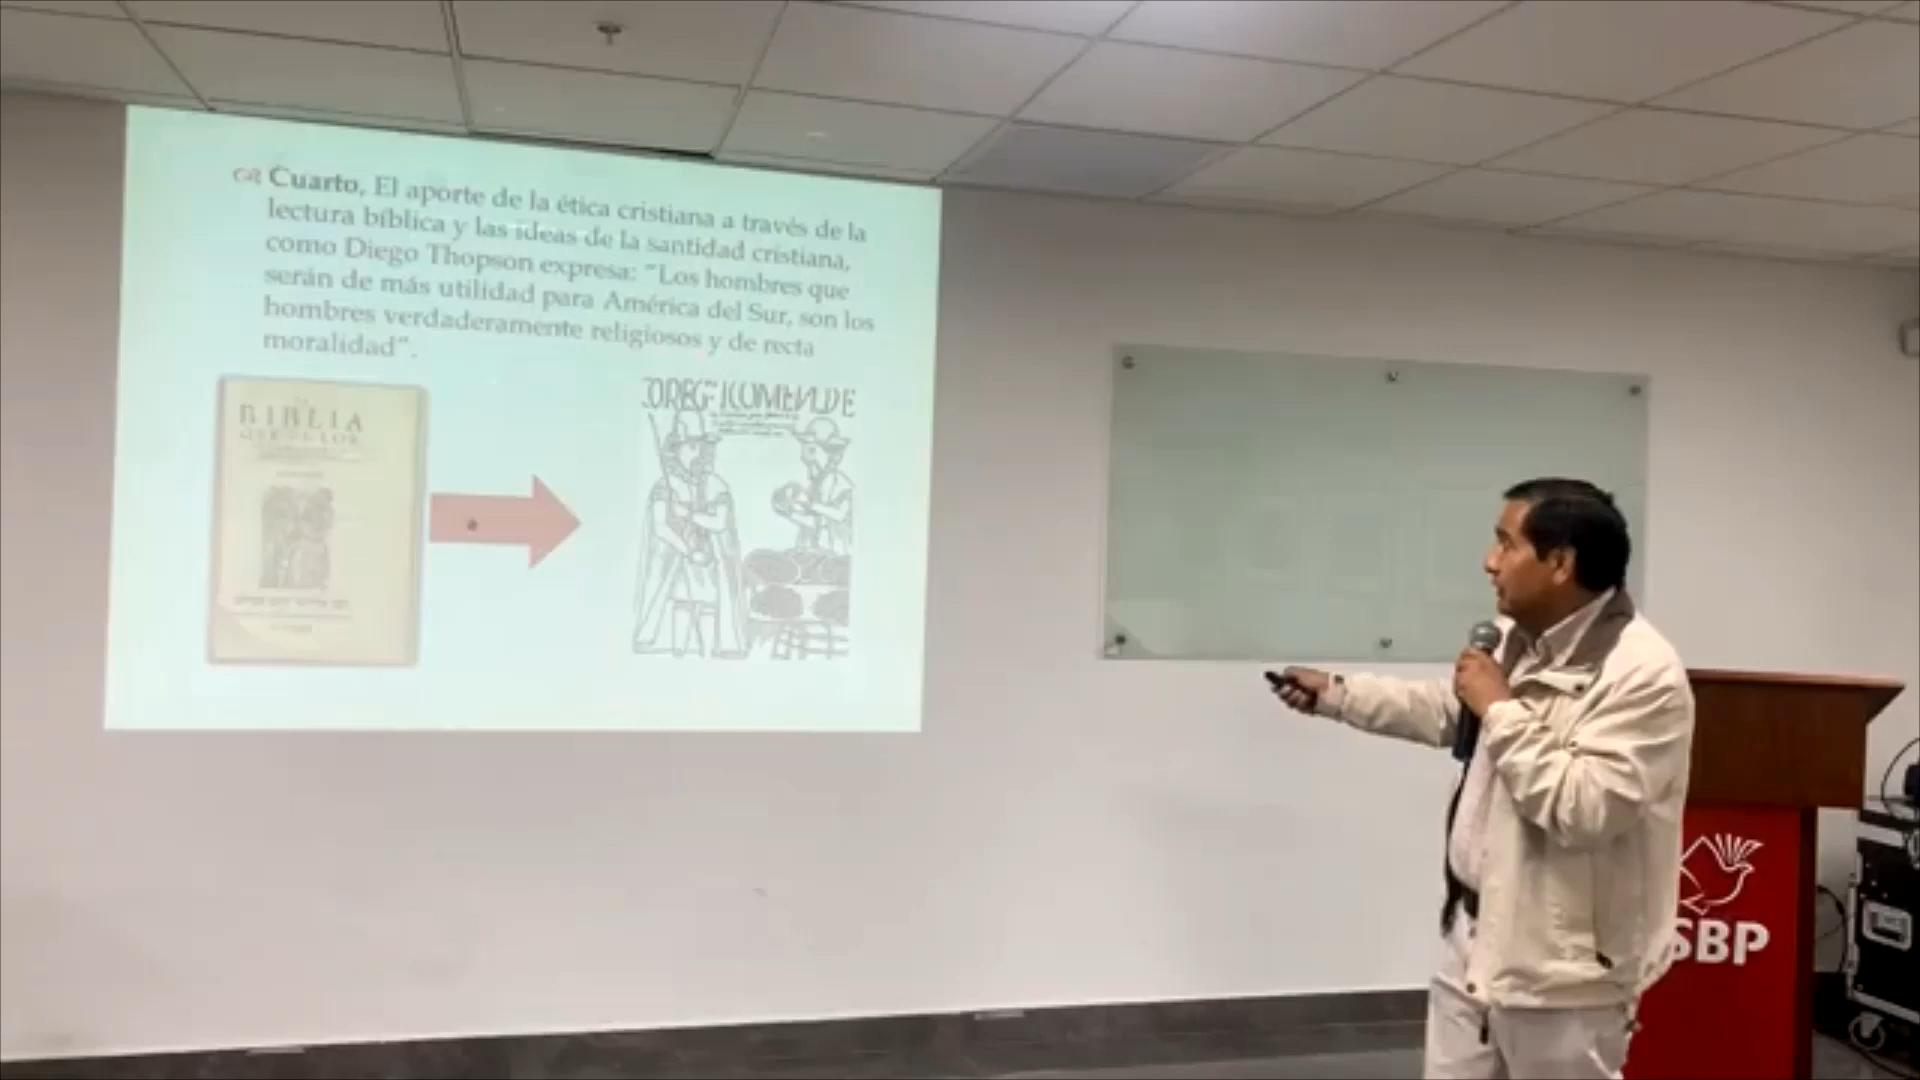 Cuarto, El aporte de la ética cristiana a través de la
lectura bíblica y las ideas de la santidad cristiana,
como Diego Thopson expresa: “Los hombres que
serán de más utilidad para América del Sur, son los
hombres verdaderamente religiosos y de recta
moralidad”.
BIBLIA
SBP